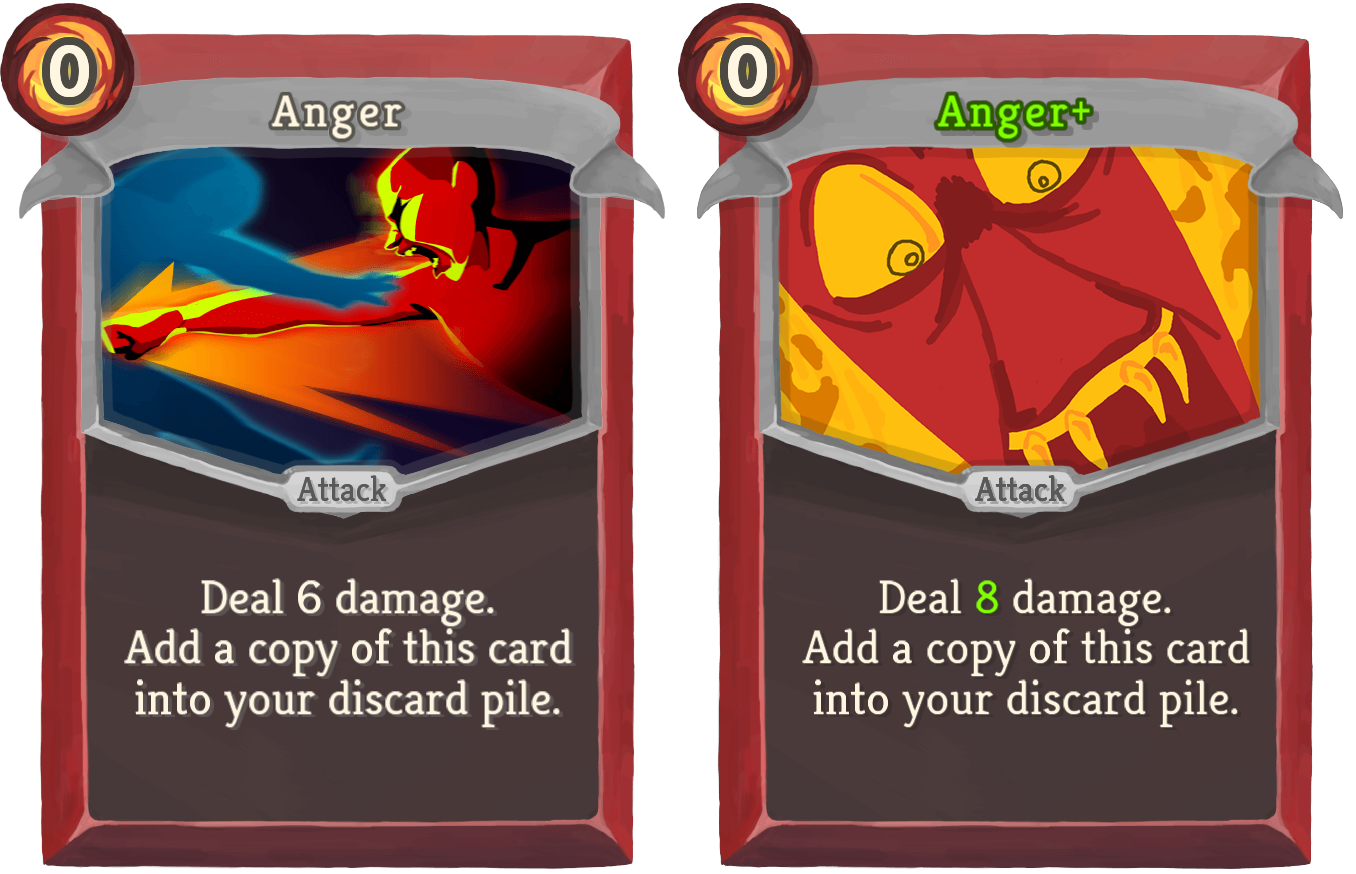 0
Anger
Attack
Deal 6 damage.
Add a copy of this card
into your discard pile.
0
Anger+
Attack
Deal 8 damage.
Add a copy of this card
into your discard pile.